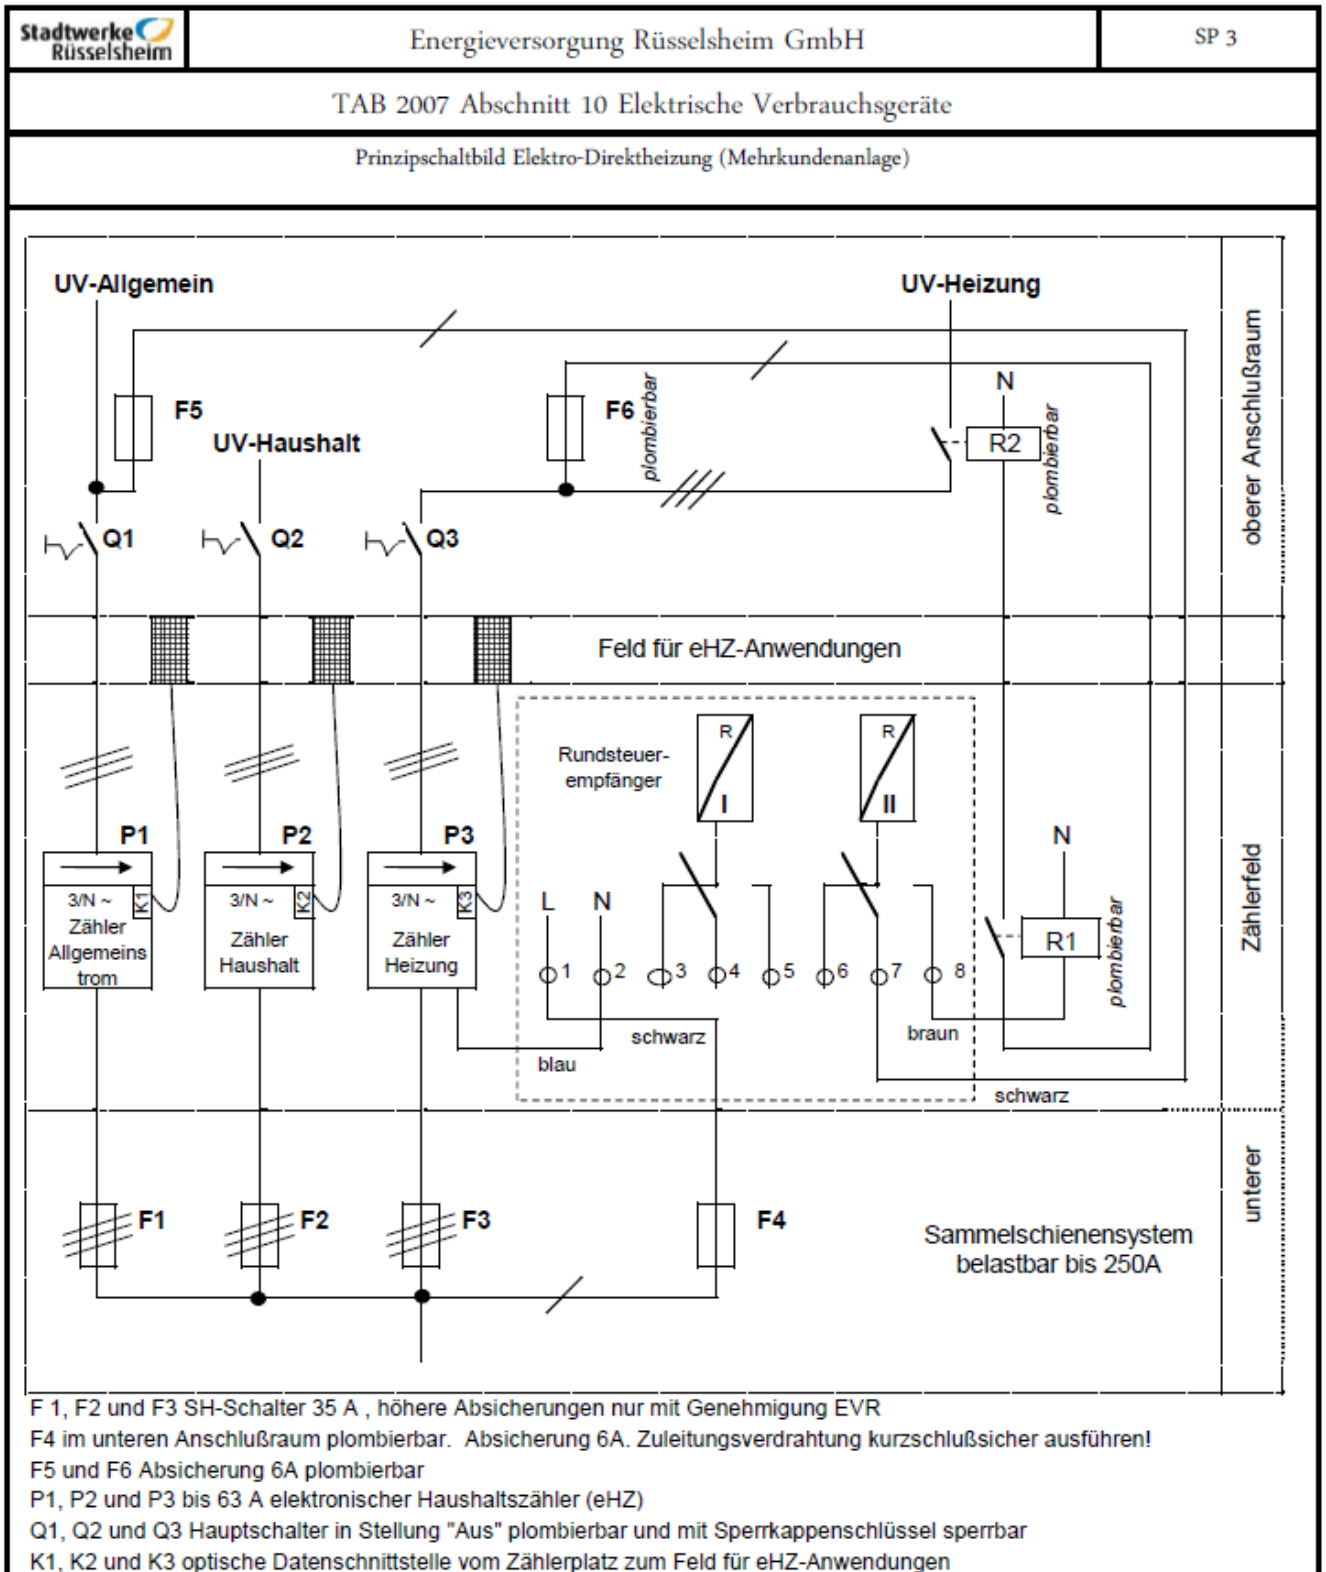 Stadtwerke
Rüsselsheim
Energieversorgung Rüsselsheim GmbH
SP 3
TAB 2007 Abschnitt 10 Elektrische Verbrauchsgeräte
Prinzipschaltbild Elektro-Direktheizung (Mehrkundenanlage)
UV-Allgemein
UV-Heizung
oberer Anschlußraum
F5
F6
plombierbar
N
R2
plombierbar
UV-Haushalt
Q1
Q2
Q3
Feld für eHZ-Anwendungen
Rundsteuer-
empfänger
R
I
R
II
P1
P2
P3
N
Zählerfeld
3/N ~
K1
Zähler
Allgemeins
trom
3/N ~
K2
Zähler
Haushalt
3/N ~
K3
Zähler
Heizung
L
N
R1
plombierbar
1
2
3
4
5
6
7
8
schwarz
braun
blau
schwarz
unterer
F1
F2
F3
F4
Sammelschienensystem
belastbar bis 250A
F 1, F2 und F3 SH-Schalter 35 A , höhere Absicherungen nur mit Genehmigung EVR
F4 im unteren Anschlußraum plombierbar. Absicherung 6A. Zuleitungsverdrahtung kurzschlußsicher ausführen!
F5 und F6 Absicherung 6A plombierbar
P1, P2 und P3 bis 63 A elektronischer Haushaltszähler (eHZ)
Q1, Q2 und Q3 Hauptschalter in Stellung "Aus" plombierbar und mit Sperrkappenschlüssel sperrbar
K1, K2 und K3 optische Datenschnittstelle vom Zählerplatz zum Feld für eHZ-Anwendungen